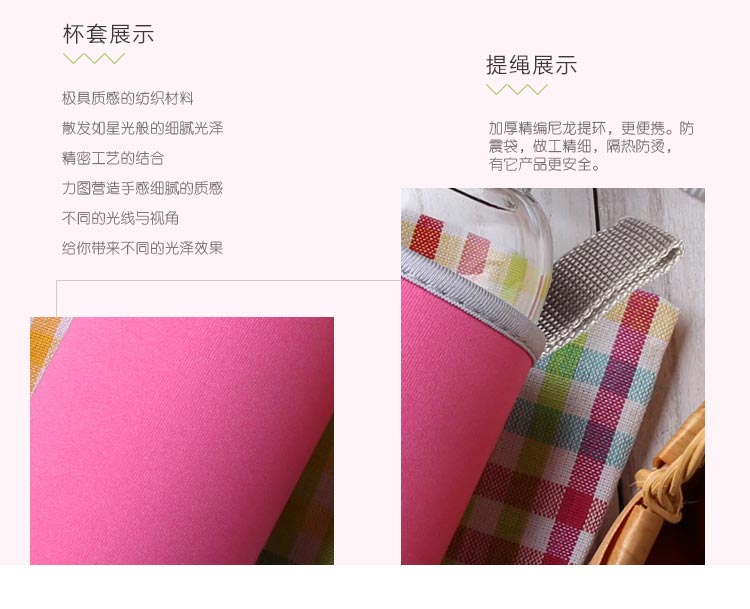 杯套展示
极具质感的纺织材料
散发如星光般的细腻光泽
精密工艺的结合
力图营造手感细腻的质感
不同的光线与视角
给你带来不同的光泽效果
提绳展示
加厚精编尼龙提环，更便携。防
震袋，做工精细，隔热防烫，
有它产品更安全。